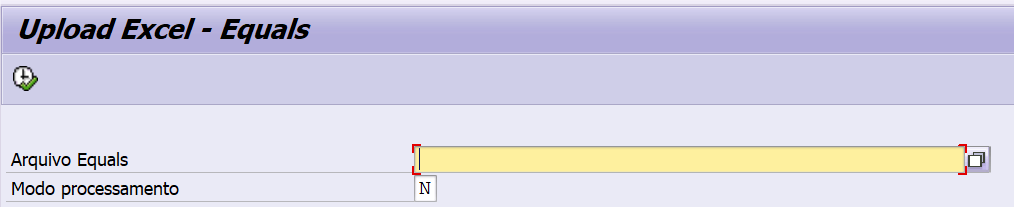 Upload Excel - Equals
Arquivo Equals
Modo processamento N